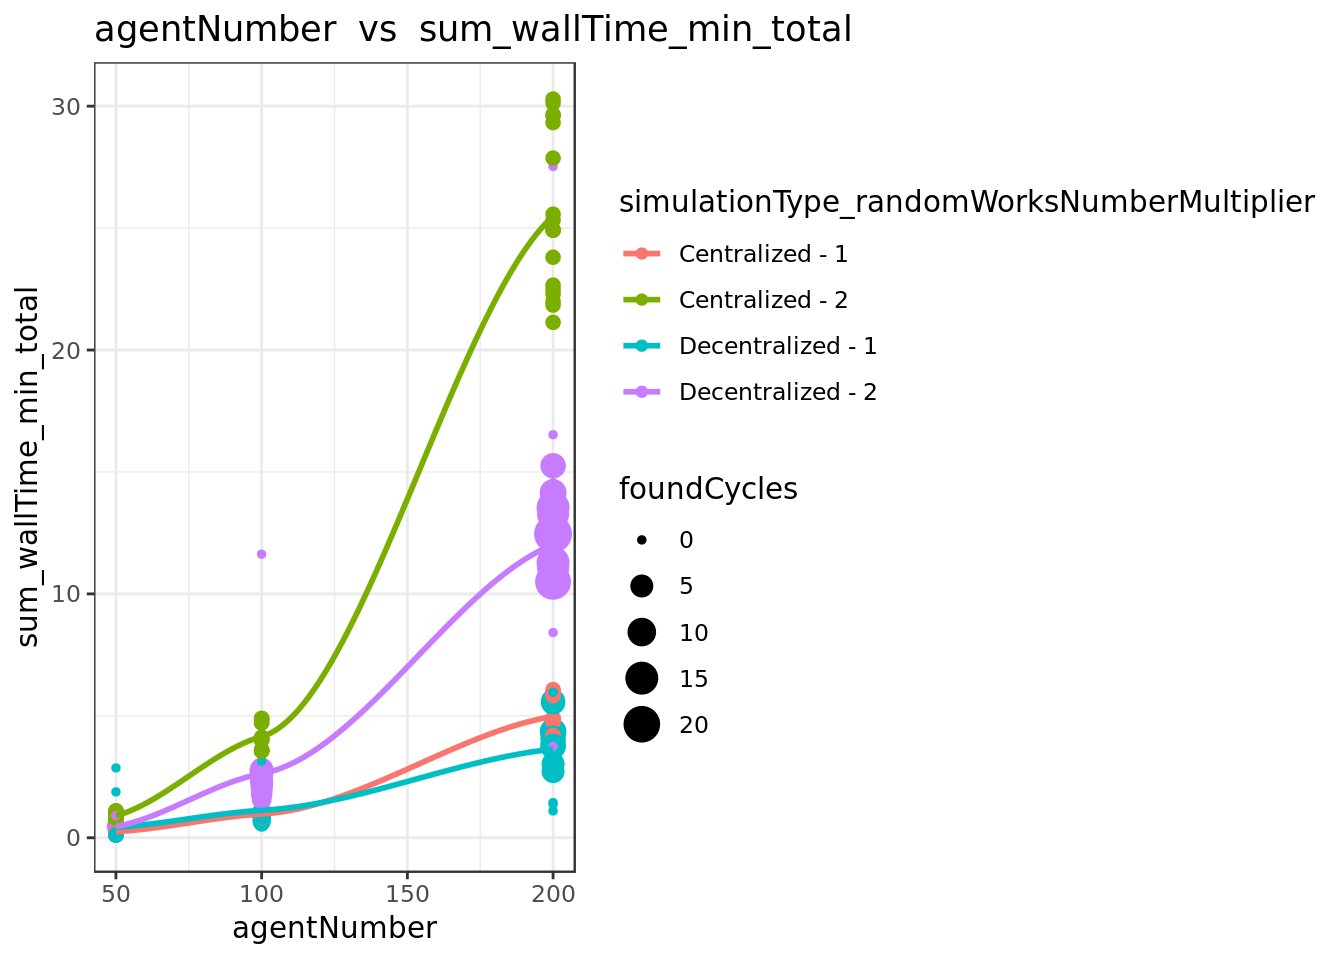 agentNumber vs sum_wallTime_min_total
sum_wallTime_min_total
30
20
10
0
50
100
150
200
agentNumber
simulationType_randomWorksNumberMultiplier
Centralized - 1
Centralized - 2
Decentralized - 1
Decentralized - 2
foundCycles
0
5
10
15
20